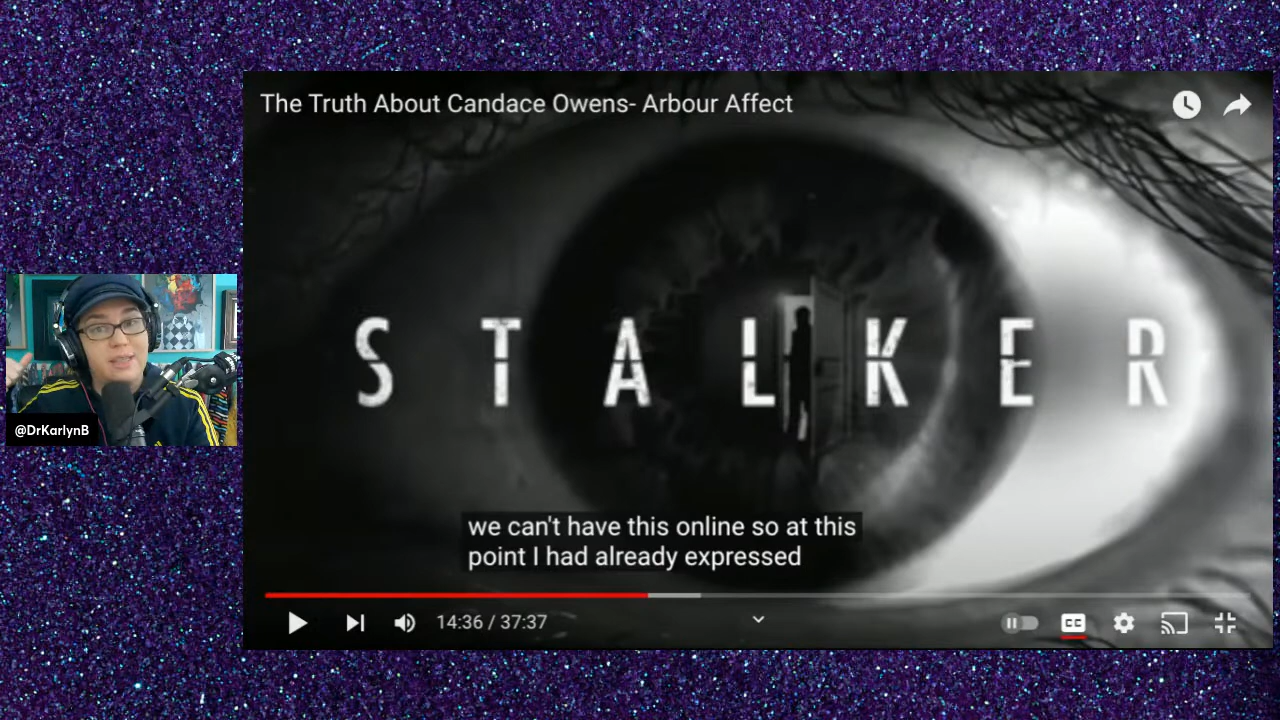 The Truth About Candace Owens- Arbour Affect
STALKER
@DrKarlynB
we can't have this online so at this
point I had already expressed
14:36 / 37:37
CC